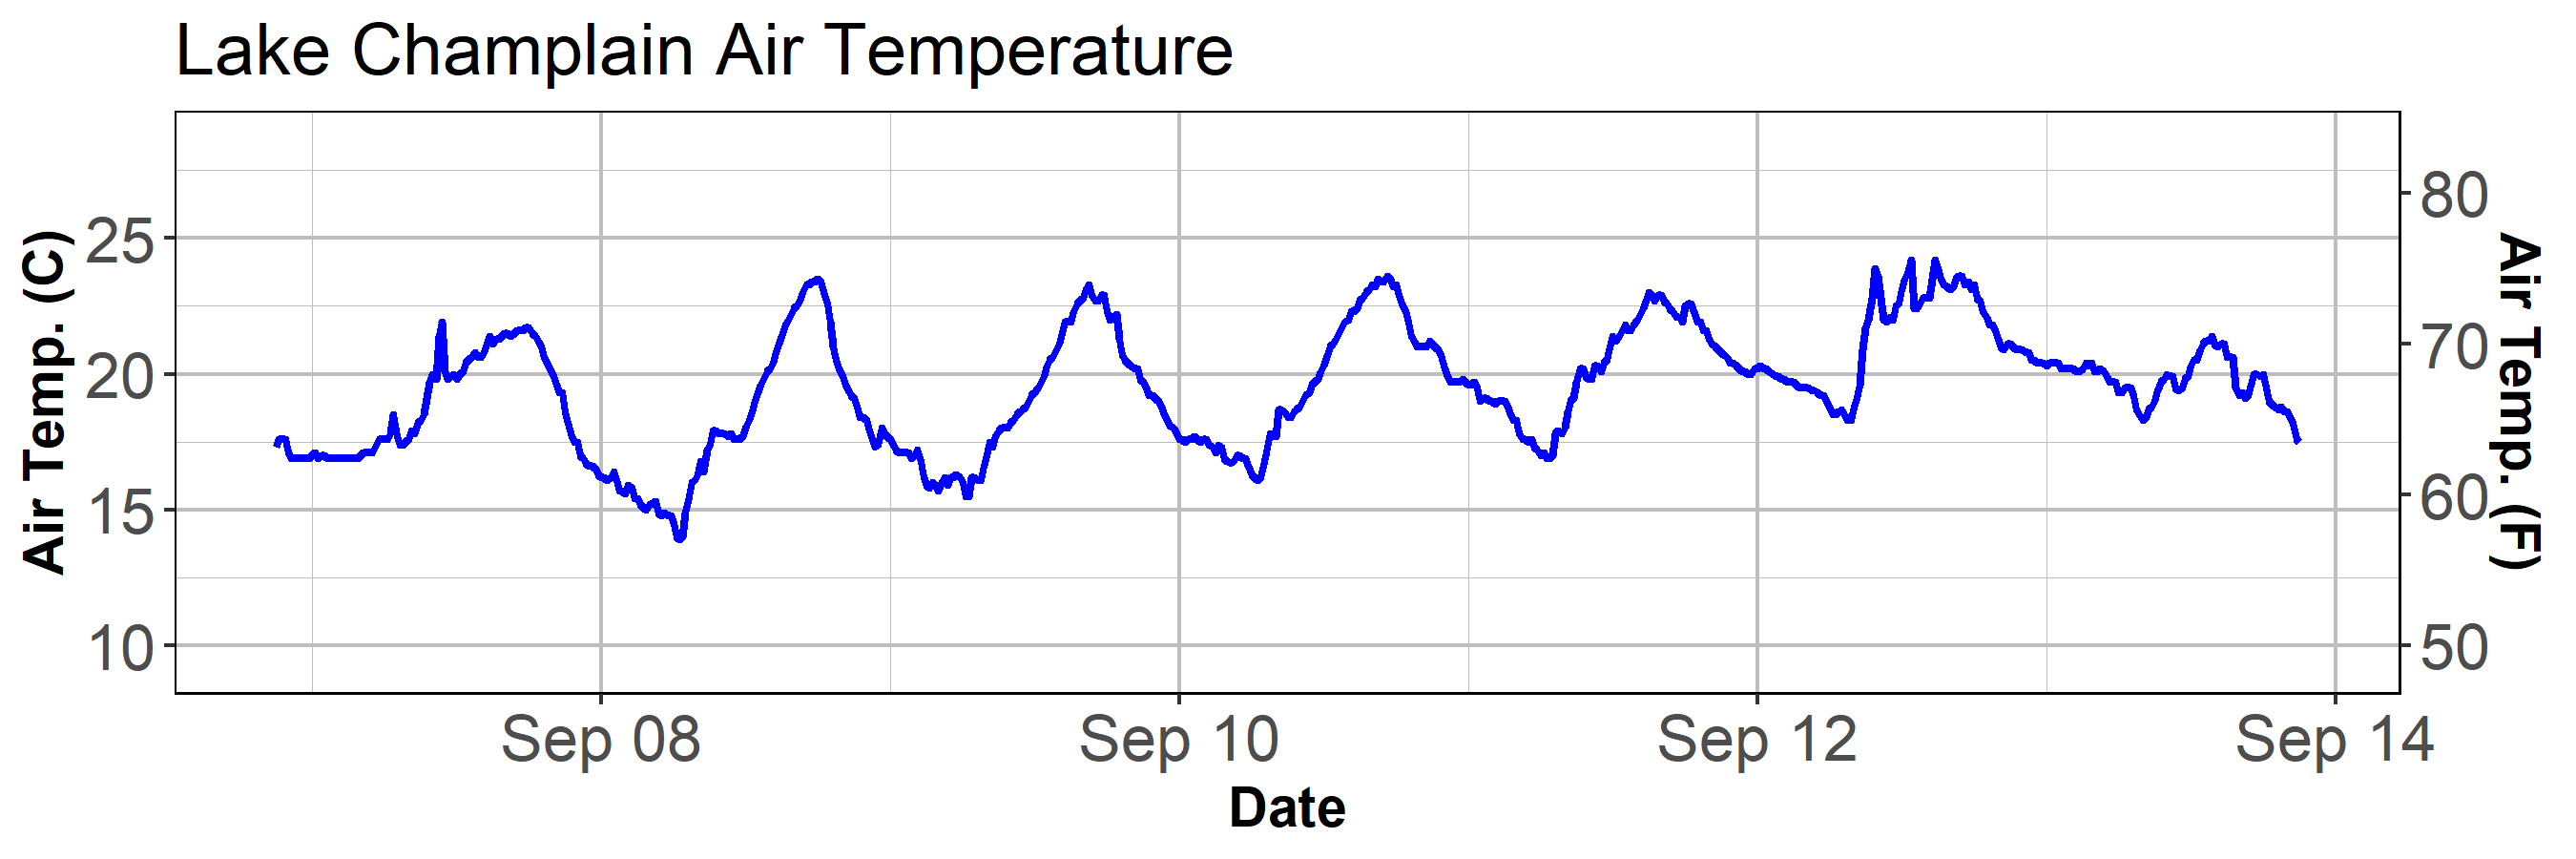 Lake Champlain Air Temperature
Air Temp. (C)
25
20
15
10
80
70
60
50
Air Temp. (F)
Sep 08
Sep 10
Sep 12
Sep 14
Date